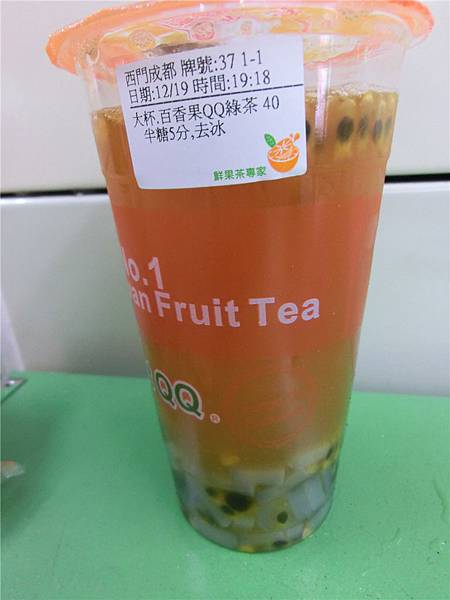 西門成都 牌號:37 1-1
日期:12/19 時間:19:18
大杯.百香果QQ綠茶 40
半糖5分,去冰
鮮果茶專家
No.1
an Fruit Tea
QQ